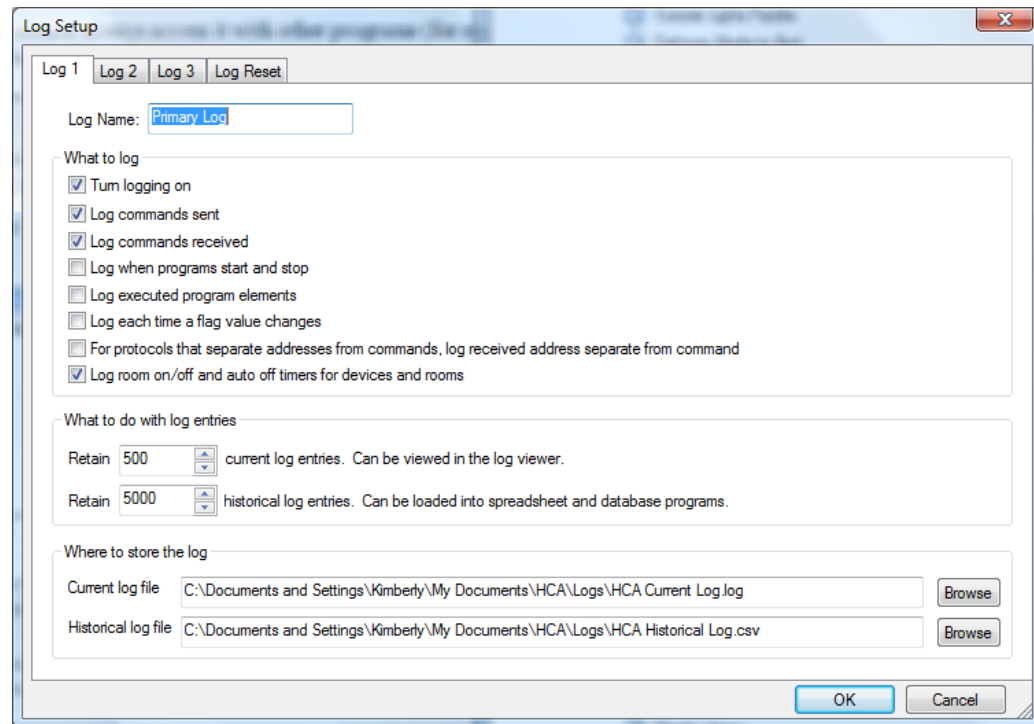 Log Setup
Log 1 Log 2 Log 3 Log Reset
Log Name: Primary Log
What to log
Turn logging on
Log commands sent
Log commands received
Log when programs start and stop
Log executed program elements
Log each time a flag value changes
For protocols that separate addresses from commands, log received address separate from command
Log room on/off and auto off timers for devices and rooms
What to do with log entries
Retain 500 current log entries. Can be viewed in the log viewer.
Retain 5000 historical log entries. Can be loaded into spreadsheet and database programs.
Where to store the log
Current log file C:\Documents and Settings\Kimberly\My Documents\HCA\Logs\HCA Current Log.log Browse
Historical log file C:\Documents and Settings\Kimberly\My Documents\HCA\Logs\HCA Historical Log.csv Browse
OK Cancel